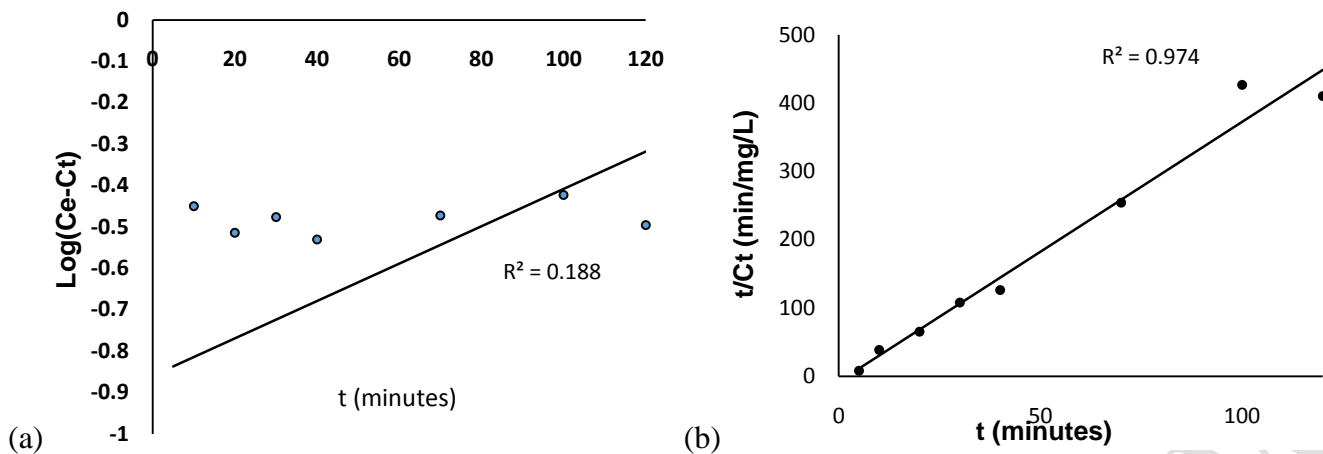 0
-0.1
-0.2
-0.3
-0.4
-0.5
-0.6
-0.7
-0.8
-0.9
-1
0 20 40 60 80 100 120
Log(Ce-Ct)
R² = 0.188
t (minutes)
(a)
500
400
300
200
100
0
0 50 100
t/Ct (min/mg/L)
R² = 0.974
t (minutes)
(b)